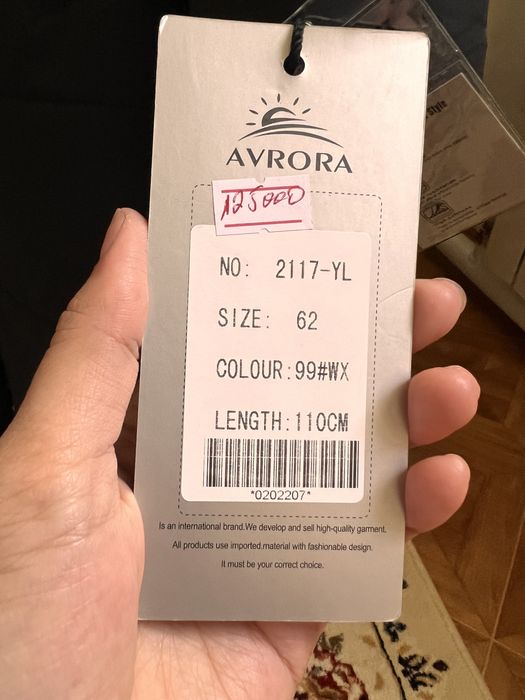 AVRORA
125000
NO: 2117-YL
SIZE: 62
COLOUR:99#WX
LENGTH:110CM
*0202207*
Is an international brand.We develop and sell high-quality garment.
All products use imported.material with fashionable design.
It must be your correct choice.
Style